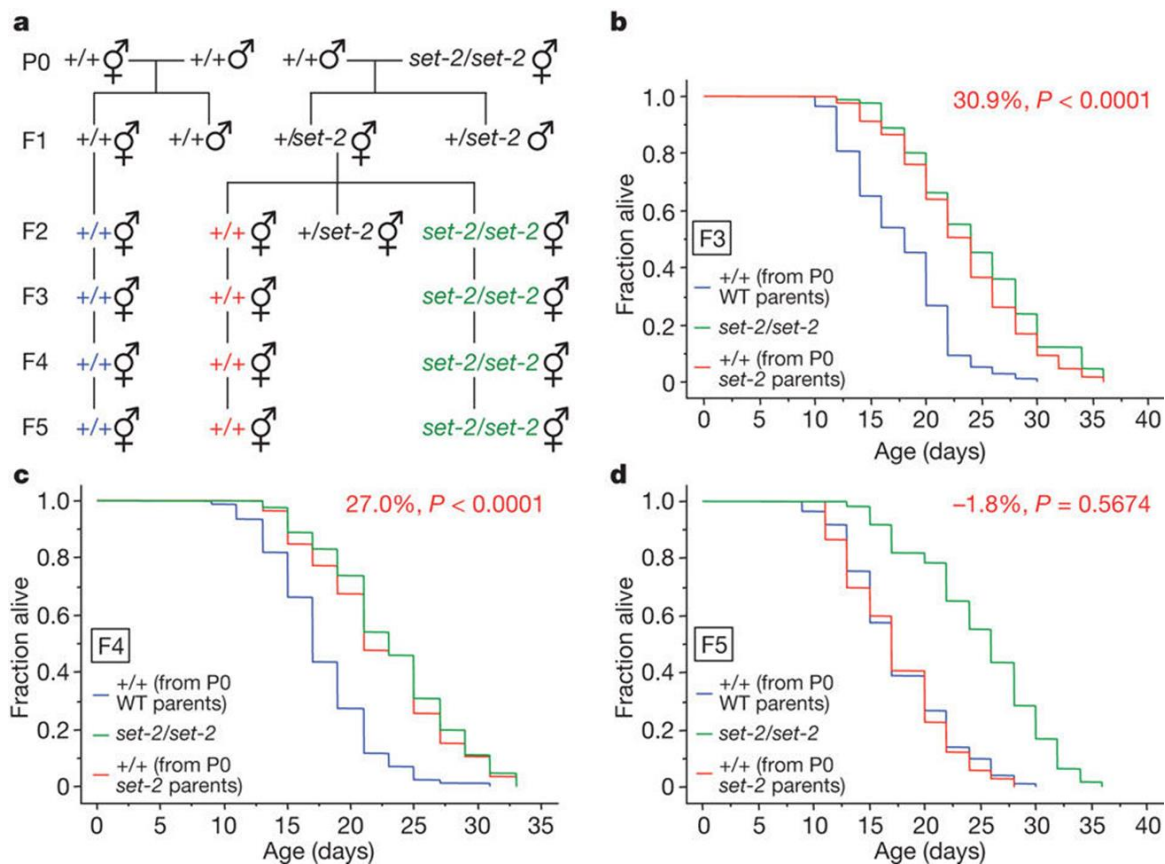 a
P0 +/+ +/+ +/+ set-2/set-2
F1 +/+ +/+ +/set-2 +/set-2
F2 +/+ +/+ +/set-2 set-2/set-2
F3 +/+ +/+ set-2/set-2
F4 +/+ +/+ set-2/set-2
F5 +/+ +/+ set-2/set-2
b
30.9%, P < 0.0001
Fraction alive
1.0
0.8
0.6
0.4
0.2
0
F3
+/+ (from P0
WT parents)
set-2/set-2
+/+ (from P0
set-2 parents)
0 5 10 15 20 25 30 35 40
Age (days)
c
27.0%, P < 0.0001
Fraction alive
1.0
0.8
0.6
0.4
0.2
0
F4
+/+ (from P0
WT parents)
set-2/set-2
+/+ (from P0
set-2 parents)
0 5 10 15 20 25 30 35
Age (days)
d
–1.8%, P = 0.5674
Fraction alive
1.0
0.8
0.6
0.4
0.2
0
F5
+/+ (from P0
WT parents)
set-2/set-2
+/+ (from P0
set-2 parents)
0 5 10 15 20 25 30 35 40
Age (days)